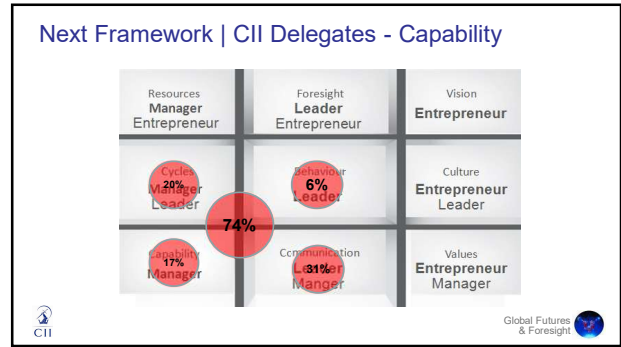 Next Framework | CII Delegates - Capability
Resources
Manager
Entrepreneur
Foresight
Leader
Entrepreneur
Vision
Entrepreneur
Cycles
20%
Manager
Leader
Behaviour
6%
Leader
Culture
Entrepreneur
Leader
74%
Capability
17%
Manager
Communication
Leader
31%
Manger
Values
Entrepreneur
Manager
CII
Global Futures
& Foresight